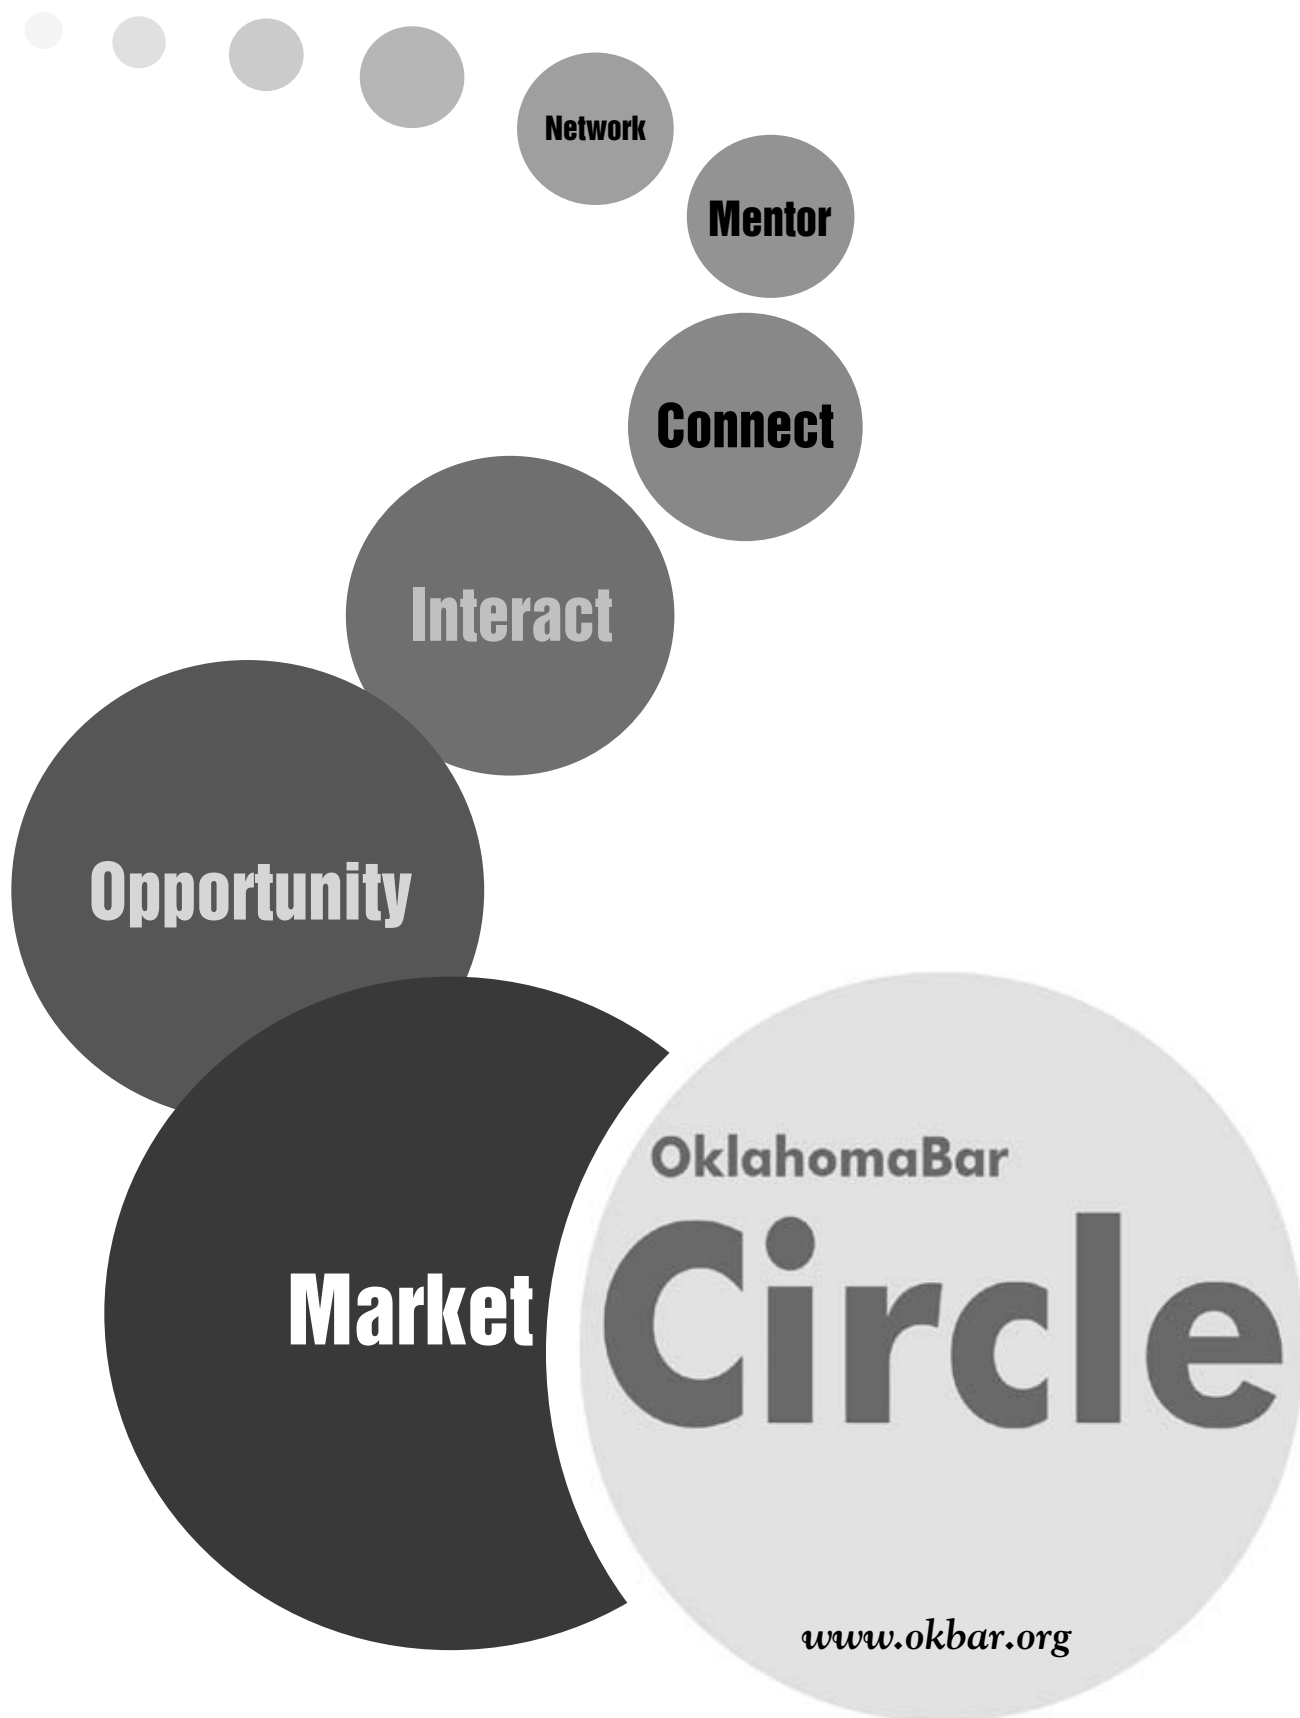 Network
Mentor
Connect
Interact
Opportunity
Market
OklahomaBar
Circle
www.okbar.org